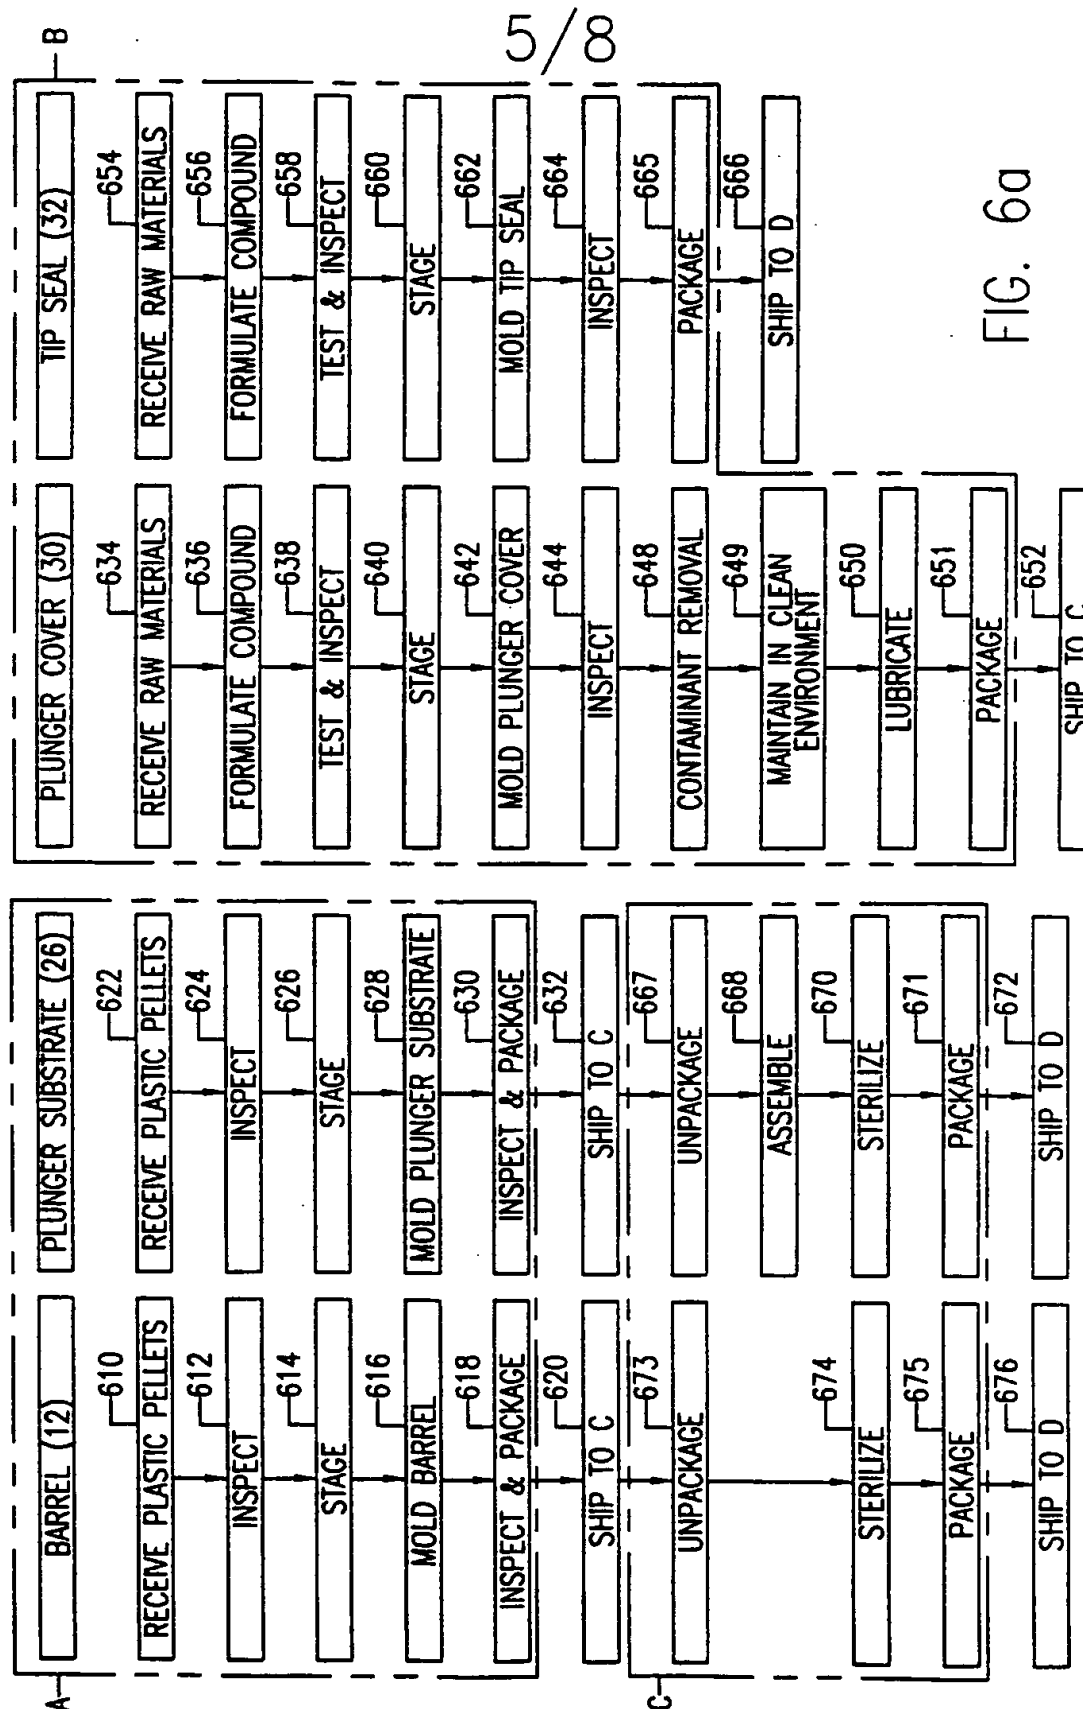 5/8
A
BARREL (12)
610
RECEIVE PLASTIC PELLETS
612
INSPECT
614
STAGE
616
MOLD BARREL
618
INSPECT & PACKAGE
620
SHIP TO C
C
673
UNPACKAGE
674
STERILIZE
675
PACKAGE
676
SHIP TO D
PLUNGER SUBSTRATE (26)
622
RECEIVE PLASTIC PELLETS
624
INSPECT
626
STAGE
628
MOLD PLUNGER SUBSTRATE
630
INSPECT & PACKAGE
632
SHIP TO C
667
UNPACKAGE
668
ASSEMBLE
670
STERILIZE
671
PACKAGE
672
SHIP TO D
B
PLUNGER COVER (30)
634
RECEIVE RAW MATERIALS
636
FORMULATE COMPOUND
638
TEST & INSPECT
640
STAGE
642
MOLD PLUNGER COVER
644
INSPECT
648
CONTAMINANT REMOVAL
649
MAINTAIN IN CLEAN
ENVIRONMENT
650
LUBRICATE
651
PACKAGE
652
SHIP TO C
TIP SEAL (32)
654
RECEIVE RAW MATERIALS
656
FORMULATE COMPOUND
658
TEST & INSPECT
660
STAGE
662
MOLD TIP SEAL
664
INSPECT
665
PACKAGE
666
SHIP TO D
FIG. 6a